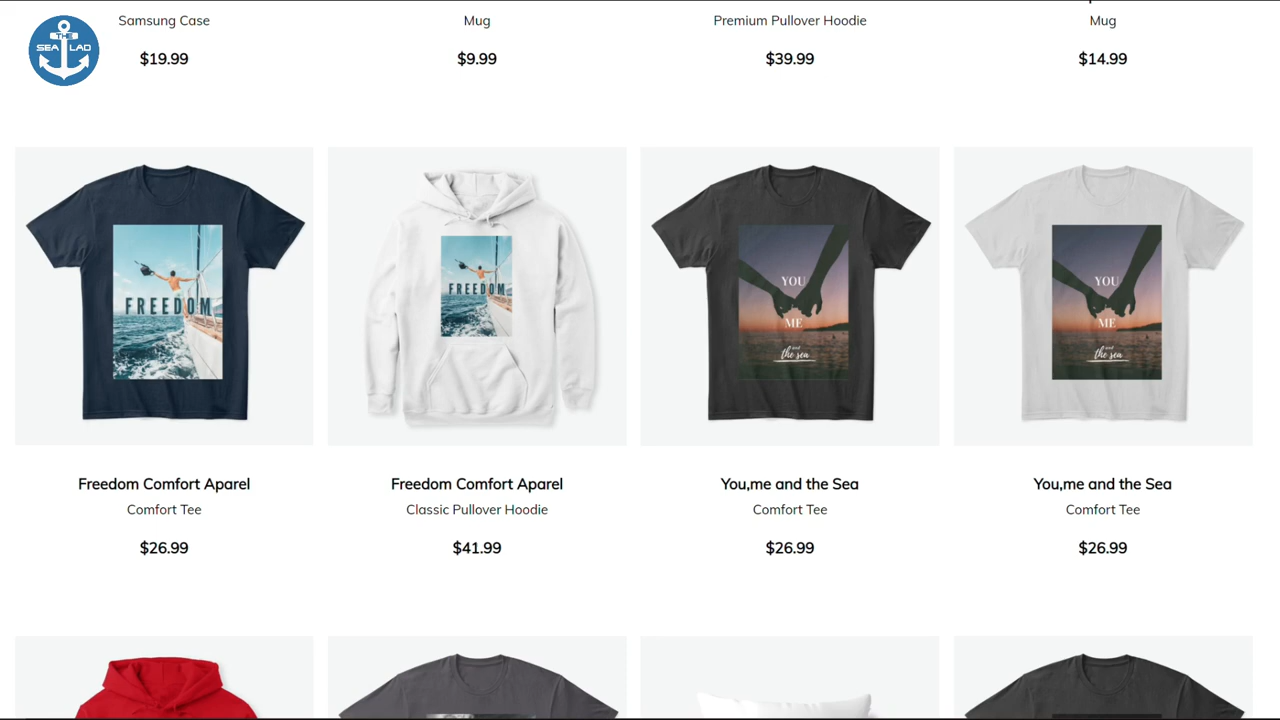 Samsung Case
Mug
Premium Pullover Hoodie
Mug
THE
SEA LAD
$19.99
$9.99
$39.99
$14.99
FREEDOM
FREEDOM
YOU
ME
and
the sea
YOU
ME
and
the sea
Freedom Comfort Aparel
Freedom Comfort Aparel
You,me and the Sea
You,me and the Sea
Comfort Tee
Classic Pullover Hoodie
Comfort Tee
Comfort Tee
$26.99
$41.99
$26.99
$26.99